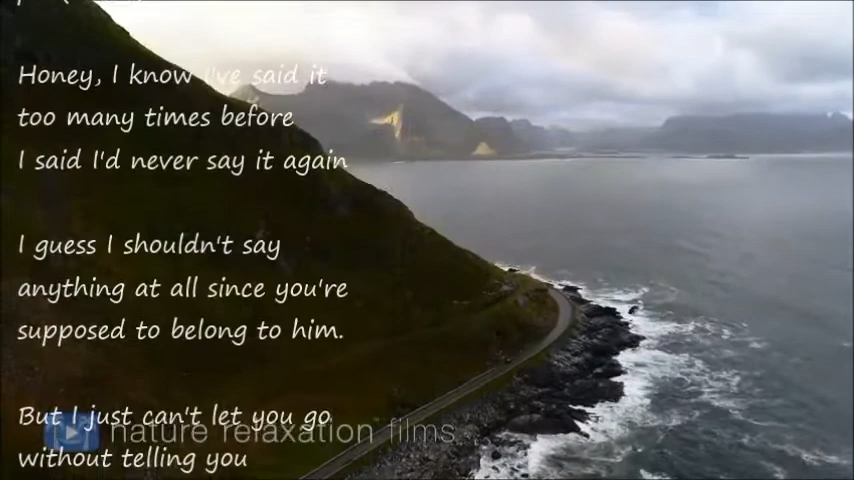 Honey, I know I've said it
too many times before
I said I'd never say it again
I guess I shouldn't say
anything at all since you're
supposed to belong to him.
But I just can't let you go
nature relaxation films
without telling you